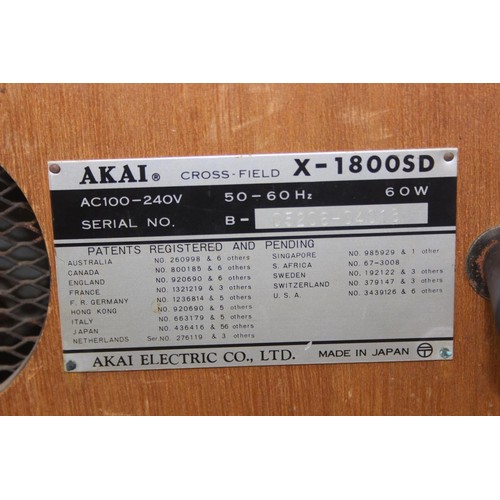 AKAI® CROSS-FIELD X-1800SD
AC100-240V 50-60Hz 60W
SERIAL NO. B-
PATENTS REGISTERED AND PENDING
AUSTRALIA NO. 260998 & 6 others
CANADA NO. 800185 & 6 others
ENGLAND NO. 920690 & 5 others
FRANCE NO. 1321219 & 3 others
F. R. GERMANY NO. 1236814 & 5 others
HONG KONG NO. 920690 & 5 others
ITALY NO. 663179 & 5 others
JAPAN NO. 436416 & 56 others
NETHERLANDS Ser NO. 276119 & 3 others
SINGAPORE NO. 985929 & 1 other
S. AFRICA NO. 67-3008
SWEDEN NO. 192122 & 3 others
SWITZERLAND NO. 379147 & 3 others
U. S. A. NO. 3439126 & 6 others
AKAI ELECTRIC CO., LTD. MADE IN JAPAN